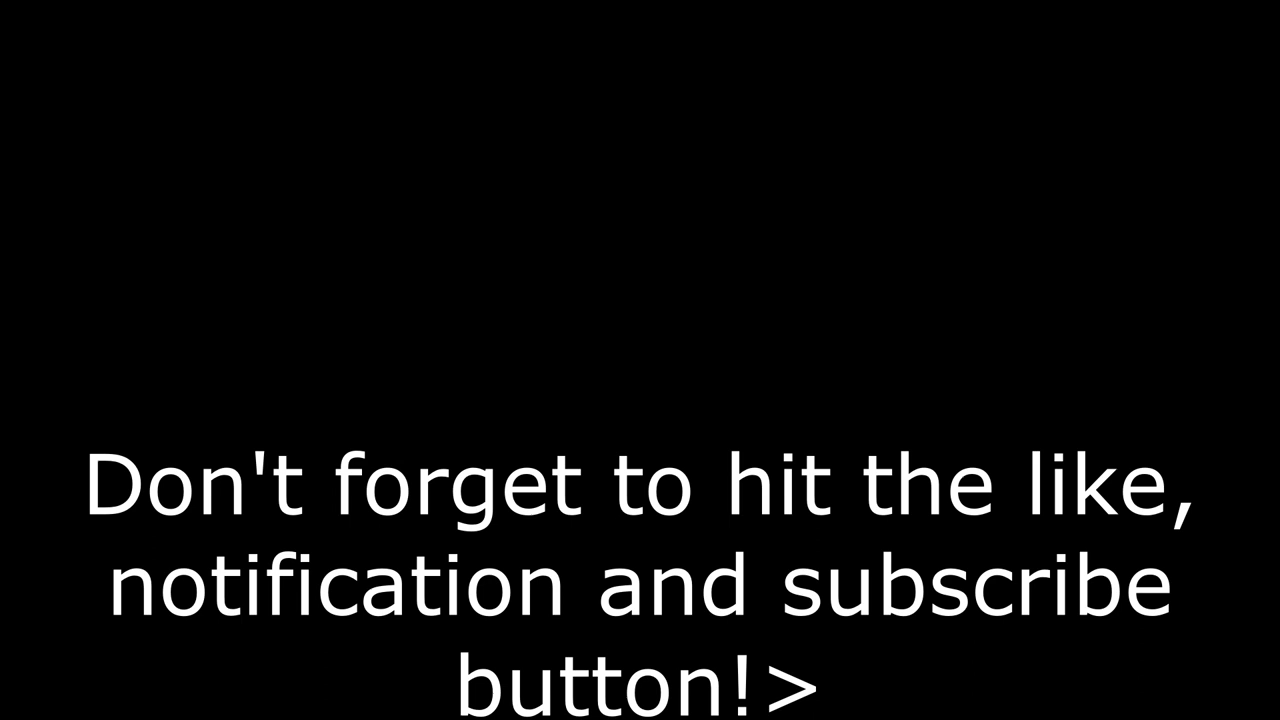 Don't forget to hit the like,
notification and subscribe
button!>